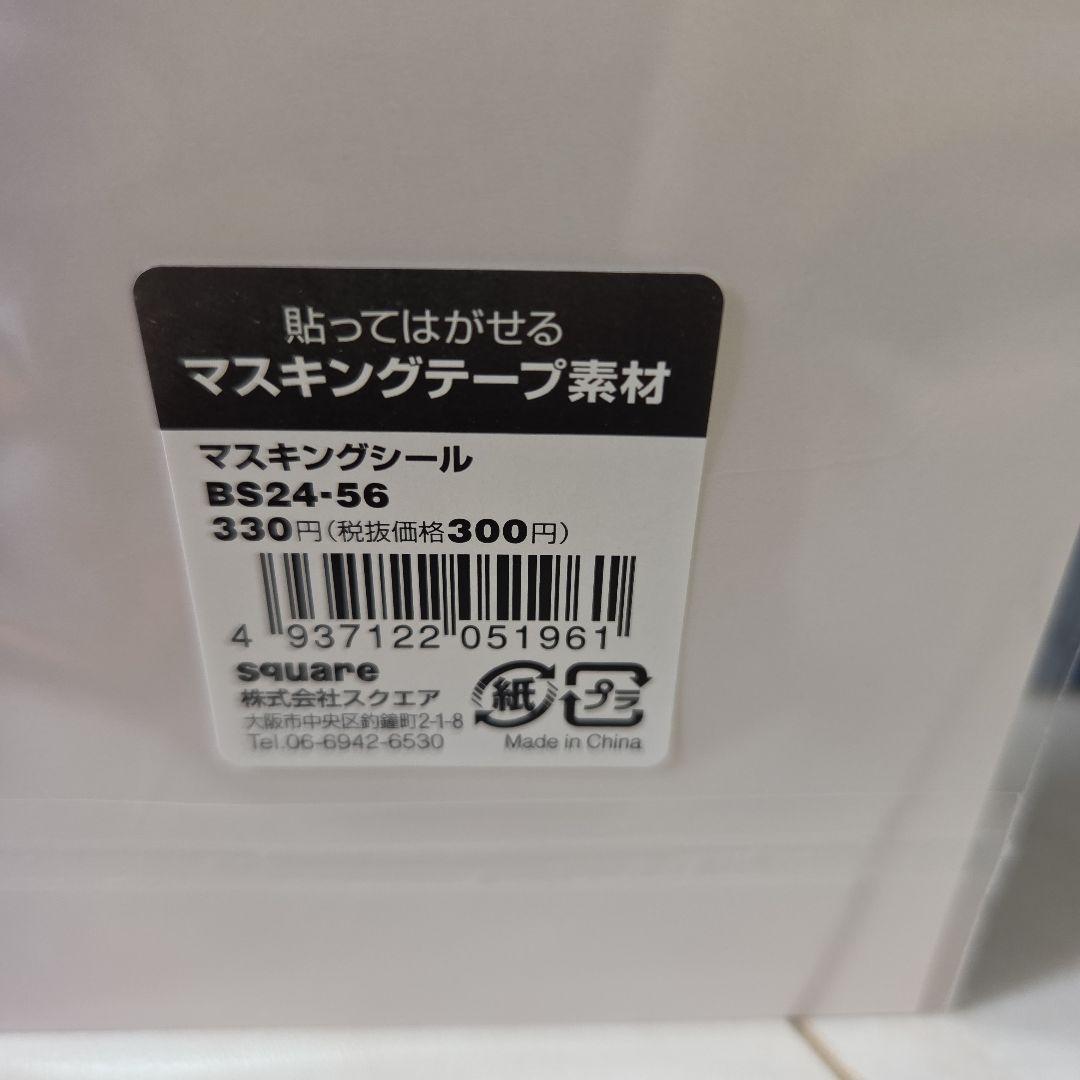 貼ってはがせる
マスキングテープ素材
マスキングシール
BS24-56
330円(税抜価格300円)
4 937122 051961
square
株式会社スクエア
大阪市中央区釣鐘町2-1-8
Tel.06-6942-6530
紙
プラ
Made in China